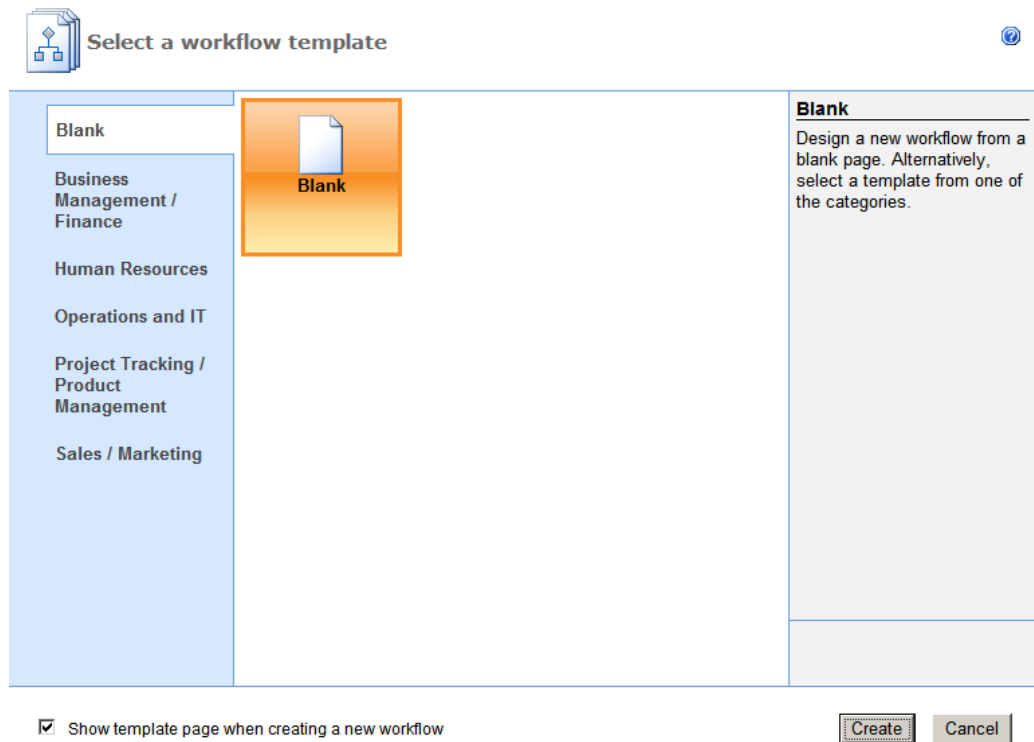 Select a workflow template
Blank
Business
Management /
Finance
Human Resources
Operations and IT
Project Tracking /
Product
Management
Sales / Marketing
Blank
Blank
Design a new workflow from a
blank page. Alternatively,
select a template from one of
the categories.
Show template page when creating a new workflow
Create
Cancel